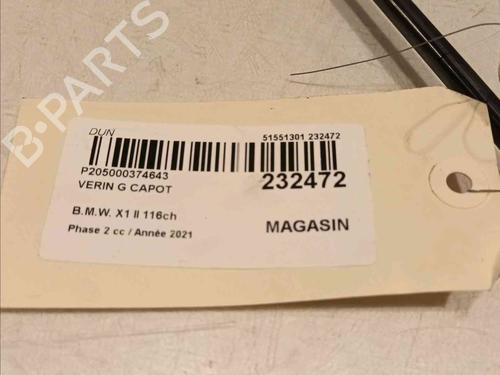 B-PARTS
DUN
51551301 232472
P205000374643
232472
VERIN G CAPOT
B.M.W. X1 II 116ch
Phase 2 cc / Année 2021
MAGASIN